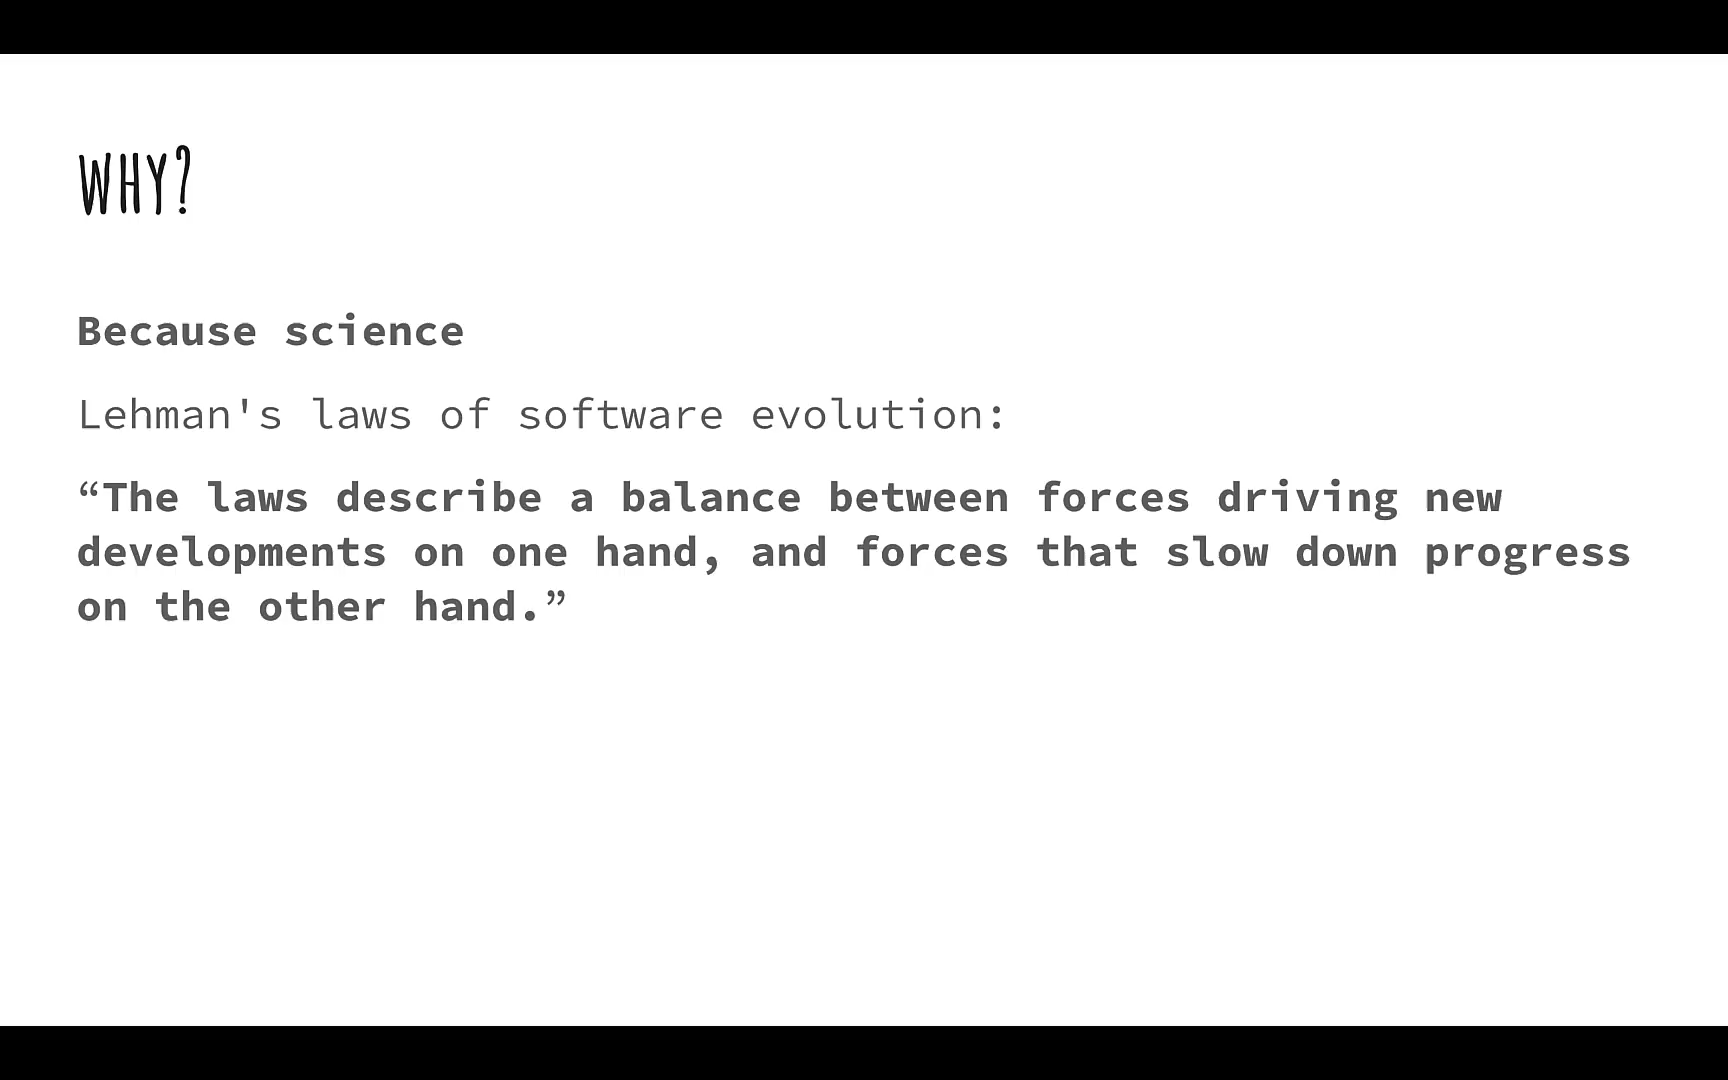 WHY?
Because science
Lehman's laws of software evolution:
“The laws describe a balance between forces driving new
developments on one hand, and forces that slow down progress
on the other hand.”